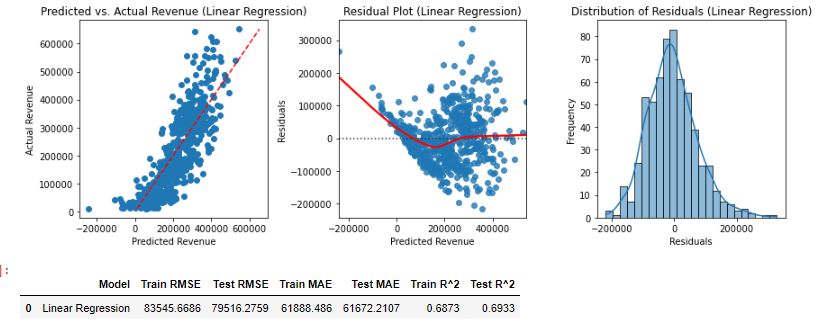 Predicted vs. Actual Revenue (Linear Regression)
600000
500000
400000
300000
200000
100000
0
Actual Revenue
−200000 0 200000 400000 600000
Predicted Revenue
Residual Plot (Linear Regression)
300000
200000
100000
0
−100000
−200000
Residuals
−200000 0 200000 400000
Predicted Revenue
Distribution of Residuals (Linear Regression)
80
70
60
50
40
30
20
10
0
Frequency
−200000 0 200000
Residuals
:
Model Train RMSE Test RMSE Train MAE Test MAE Train R^2 Test R^2
0 Linear Regression 83545.6686 79516.2759 61888.486 61672.2107 0.6873 0.6933